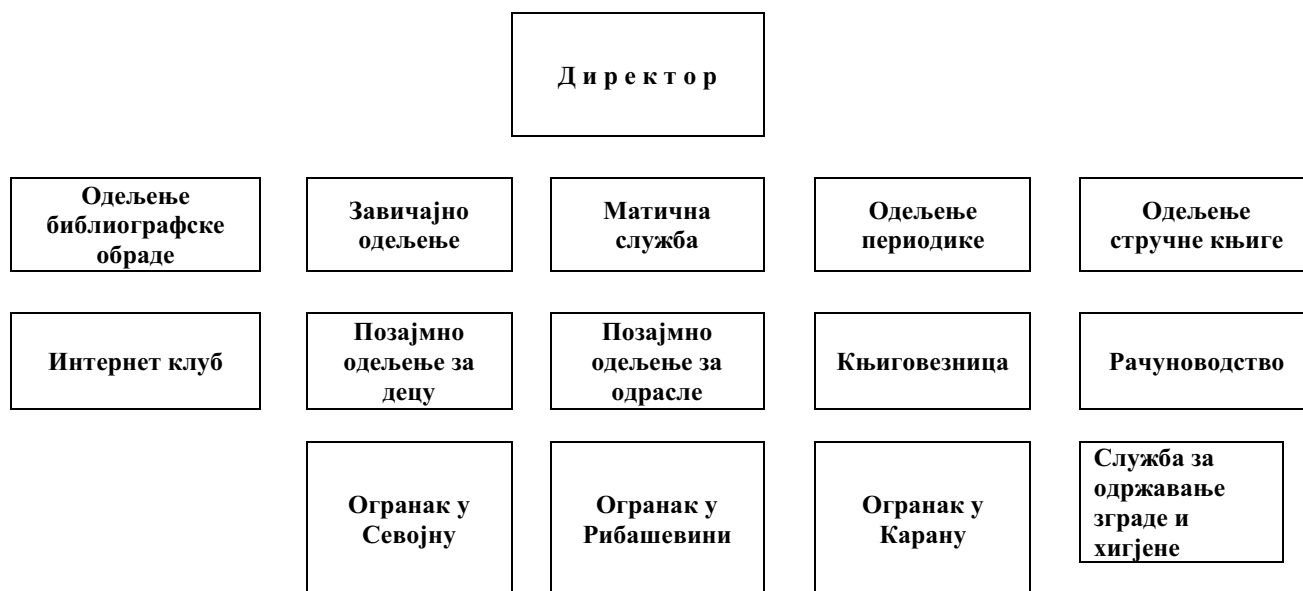 Д и р е к т о р
Одељење
библиографске
обраде
Завичајно
одељење
Матична
служба
Одељење
периодике
Одељење
стручне књиге
Интернет клуб
Позајмно
одељење за
децу
Позајмно
одељење за
одрасле
Књиговезница
Рачуноводство
Огранак у
Севојну
Огранак у
Рибашевини
Огранак у
Карану
Служба за
одржавање
зграде и
хигјене